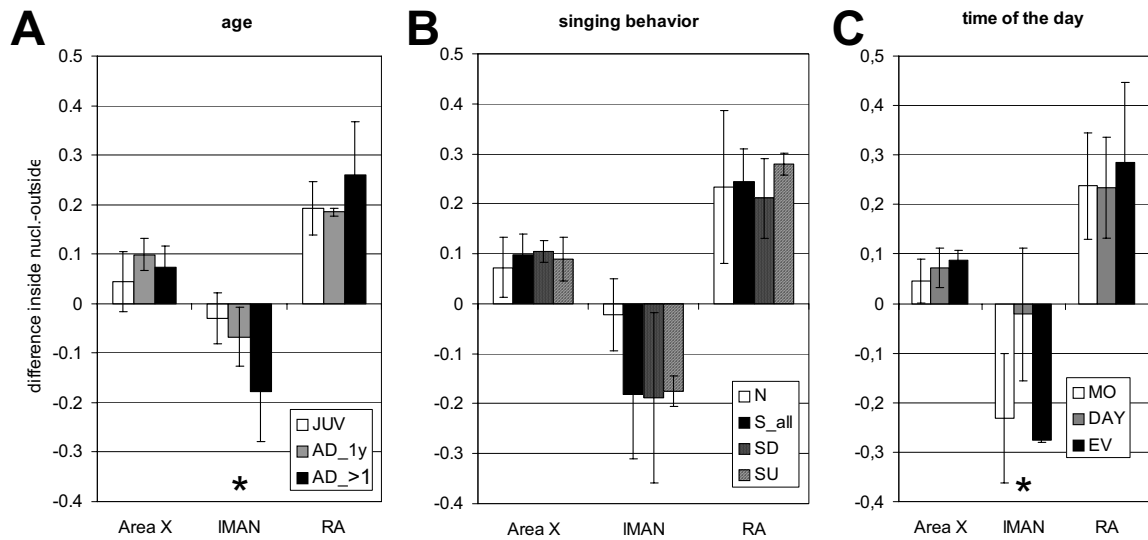 A
age
difference inside nucl.-outside
0.5
0.4
0.3
0.2
0.1
0
-0.1
-0.2
-0.3
-0.4
JUV
AD_1y
AD_>1
*
Area X
lMAN
RA
B
singing behavior
0.5
0.4
0.3
0.2
0.1
0
-0.1
-0.2
-0.3
-0.4
N
S_all
SD
SU
Area X
lMAN
RA
C
time of the day
0.5
0,4
0,3
0,2
0,1
0
-0,1
-0,2
-0,3
-0,4
MO
DAY
EV
*
Area X
lMAN
RA